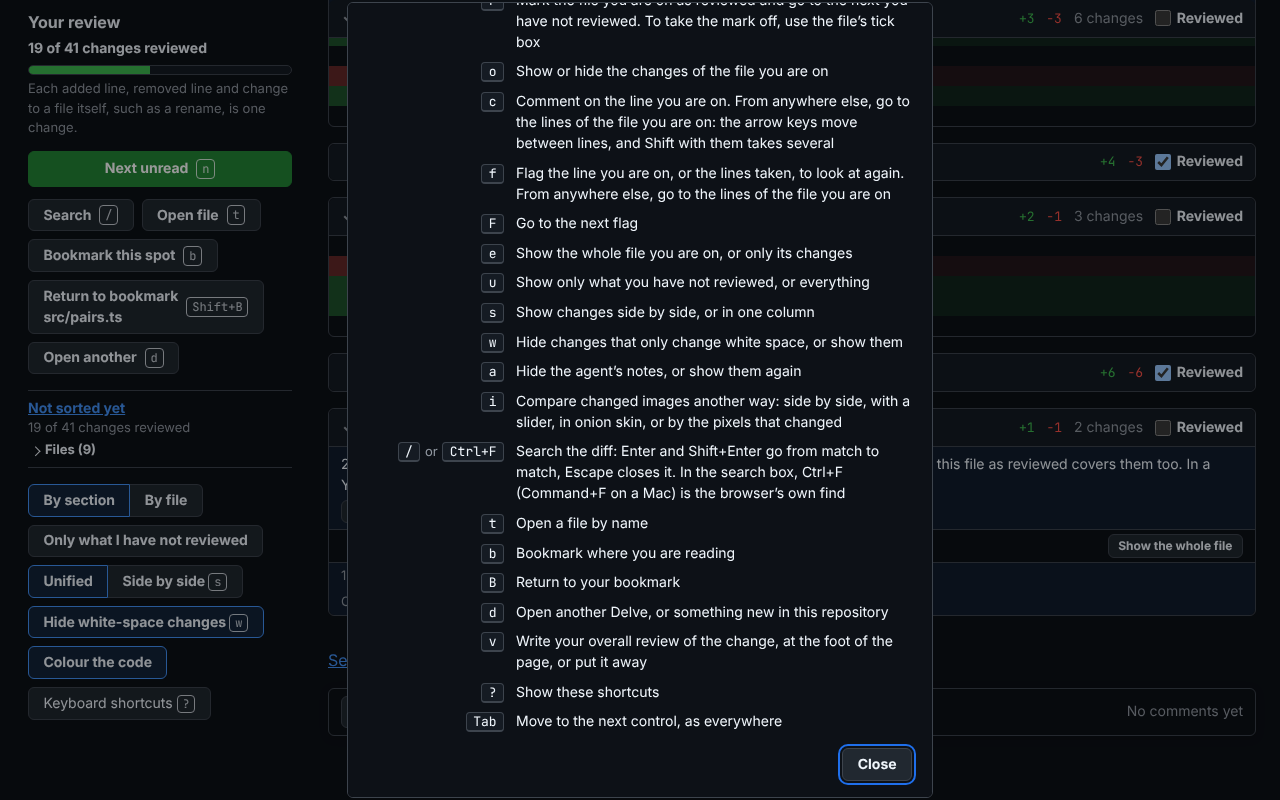 Your review
19 of 41 changes reviewed
Each added line, removed line and change
to a file itself, such as a rename, is one
change.
Next unread n
Search / Open file t
Bookmark this spot b
Return to bookmark
src/pairs.ts Shift+B
Open another d
Not sorted yet
19 of 41 changes reviewed
Files (9)
By section By file
Only what I have not reviewed
Unified Side by side s
Hide white-space changes w
Colour the code
Keyboard shortcuts ?
Mark the file you are on as reviewed and go to the next you
have not reviewed. To take the mark off, use the file’s tick
box
o Show or hide the changes of the file you are on
c Comment on the line you are on. From anywhere else, go to
the lines of the file you are on: the arrow keys move
between lines, and Shift with them takes several
f Flag the line you are on, or the lines taken, to look at again.
From anywhere else, go to the lines of the file you are on
F Go to the next flag
e Show the whole file you are on, or only its changes
u Show only what you have not reviewed, or everything
s Show changes side by side, or in one column
w Hide changes that only change white space, or show them
a Hide the agent’s notes, or show them again
i Compare changed images another way: side by side, with a
slider, in onion skin, or by the pixels that changed
/ or Ctrl+F Search the diff: Enter and Shift+Enter go from match to
match, Escape closes it. In the search box, Ctrl+F
(Command+F on a Mac) is the browser’s own find
t Open a file by name
b Bookmark where you are reading
B Return to your bookmark
d Open another Delve, or something new in this repository
v Write your overall review of the change, at the foot of the
page, or put it away
? Show these shortcuts
Tab Move to the next control, as everywhere
Close
+3 -3 6 changes Reviewed
+4 -3 Reviewed
+2 -1 3 changes Reviewed
+6 -6 Reviewed
+1 -1 2 changes Reviewed
this file as reviewed covers them too. In a
Show the whole file
Se
No comments yet